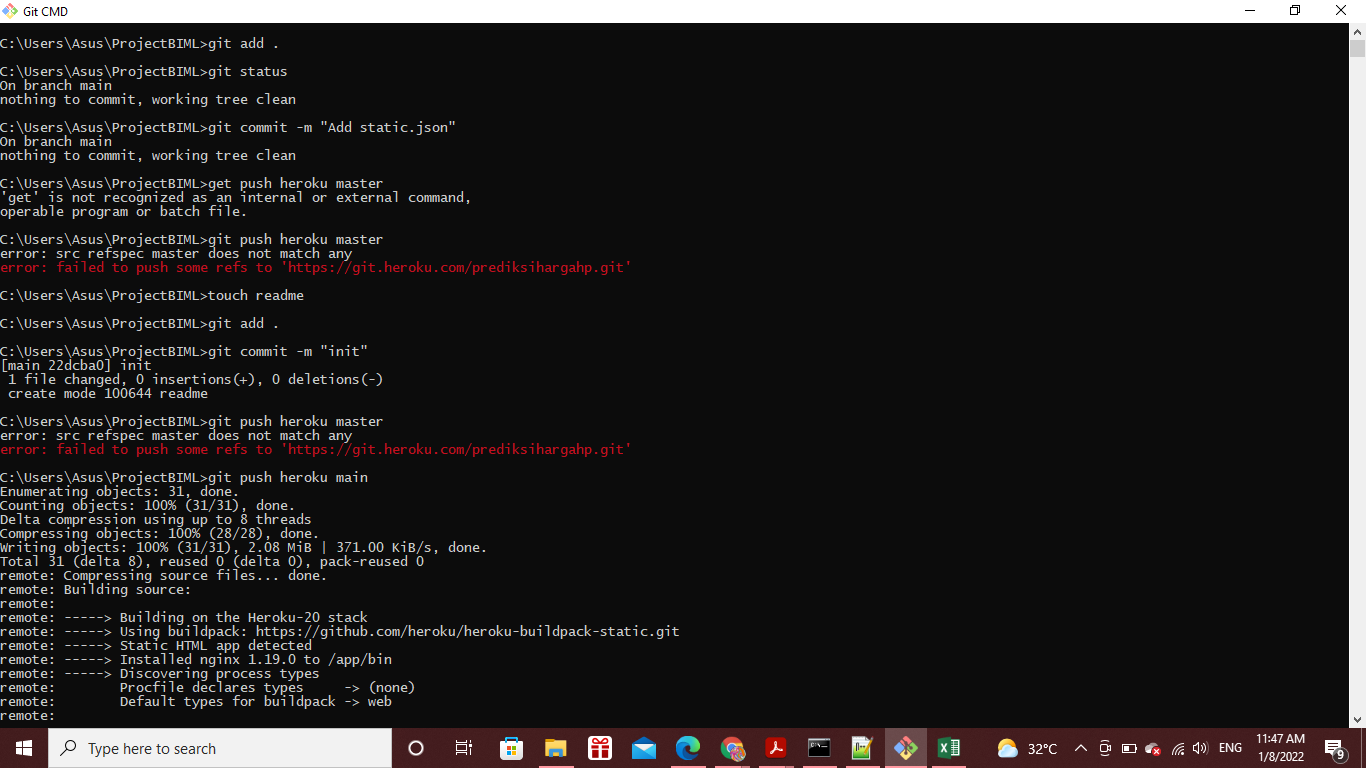 Git CMD
C:\Users\Asus\ProjectBIML>git add .
C:\Users\Asus\ProjectBIML>git status
On branch main
nothing to commit, working tree clean
C:\Users\Asus\ProjectBIML>git commit -m "Add static.json"
On branch main
nothing to commit, working tree clean
C:\Users\Asus\ProjectBIML>get push heroku master
'get' is not recognized as an internal or external command,
operable program or batch file.
C:\Users\Asus\ProjectBIML>git push heroku master
error: src refspec master does not match any
error: failed to push some refs to 'https://git.heroku.com/prediksihargahp.git'
C:\Users\Asus\ProjectBIML>touch readme
C:\Users\Asus\ProjectBIML>git add .
C:\Users\Asus\ProjectBIML>git commit -m "init"
[main 22dcba0] init
 1 file changed, 0 insertions(+), 0 deletions(-)
 create mode 100644 readme
C:\Users\Asus\ProjectBIML>git push heroku master
error: src refspec master does not match any
error: failed to push some refs to 'https://git.heroku.com/prediksihargahp.git'
C:\Users\Asus\ProjectBIML>git push heroku main
Enumerating objects: 31, done.
Counting objects: 100% (31/31), done.
Delta compression using up to 8 threads
Compressing objects: 100% (28/28), done.
Writing objects: 100% (31/31), 2.08 MiB | 371.00 KiB/s, done.
Total 31 (delta 8), reused 0 (delta 0), pack-reused 0
remote: Compressing source files... done.
remote: Building source:
remote:
remote: -----> Building on the Heroku-20 stack
remote: -----> Using buildpack: https://github.com/heroku/heroku-buildpack-static.git
remote: -----> Static HTML app detected
remote: -----> Installed nginx 1.19.0 to /app/bin
remote: -----> Discovering process types
remote:        Procfile declares types     -> (none)
remote:        Default types for buildpack -> web
remote:
Type here to search
32°C
ENG
11:47 AM
1/8/2022
9